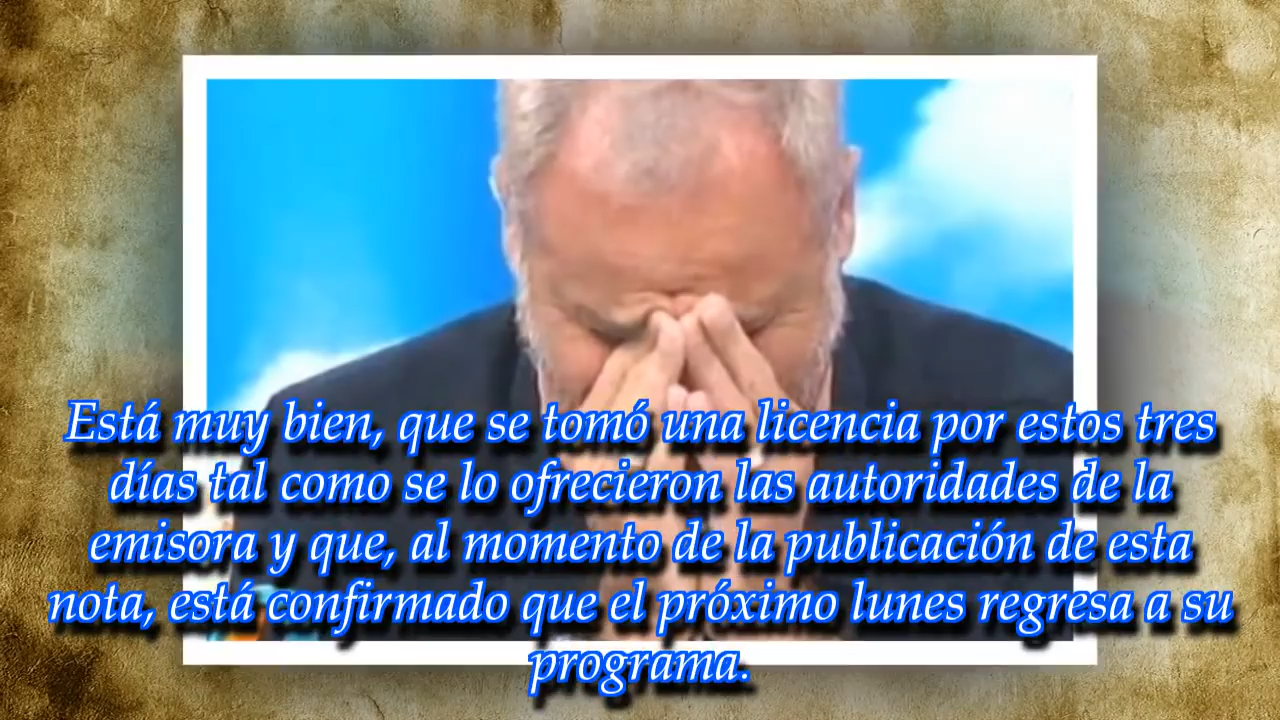 Está muy bien, que se tomó una licencia por estos tres
días tal como se lo ofrecieron las autoridades de la
emisora y que, al momento de la publicación de esta
nota, está confirmado que el próximo lunes regresa a su
programa.